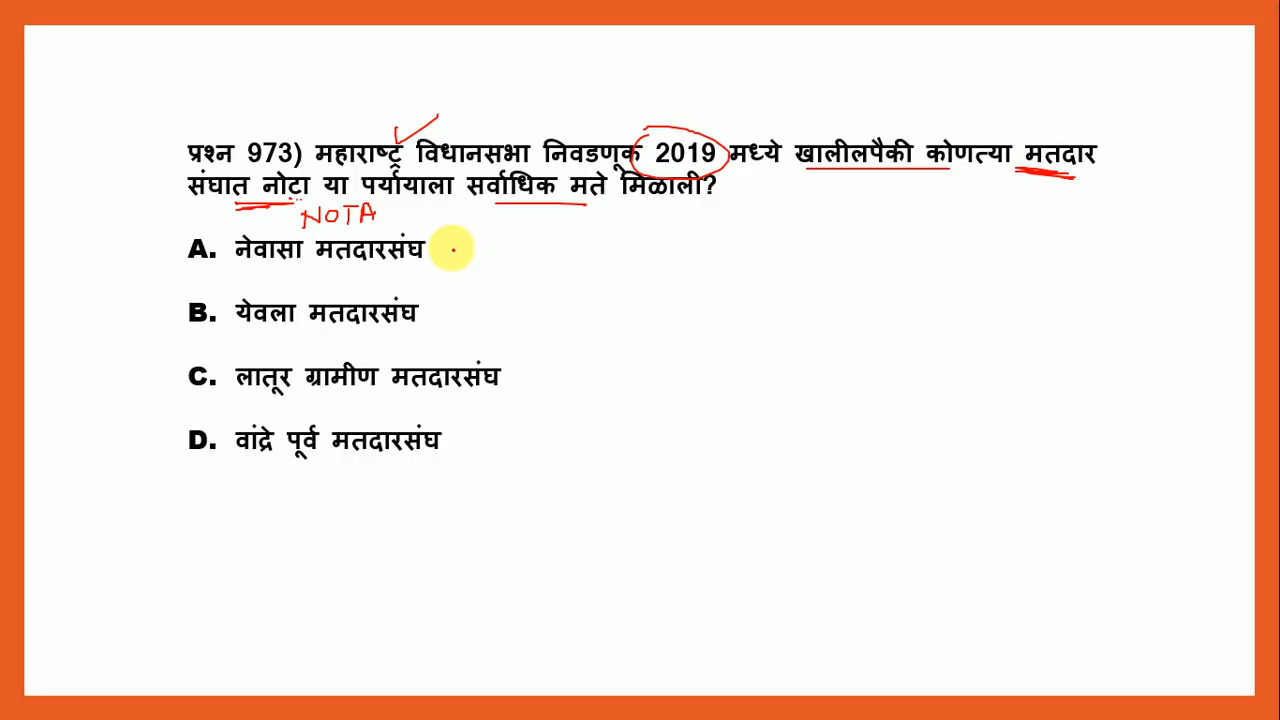 प्रश्न 973) महाराष्ट्र विधानसभा निवडणूक 2019 मध्ये खालीलपैकी कोणत्या मतदार
संघात नोटा या पर्यायाला सर्वाधिक मते मिळाली?
NOTA
A. नेवासा मतदारसंघ
B. येवला मतदारसंघ
C. लातूर ग्रामीण मतदारसंघ
D. वांद्रे पूर्व मतदारसंघ